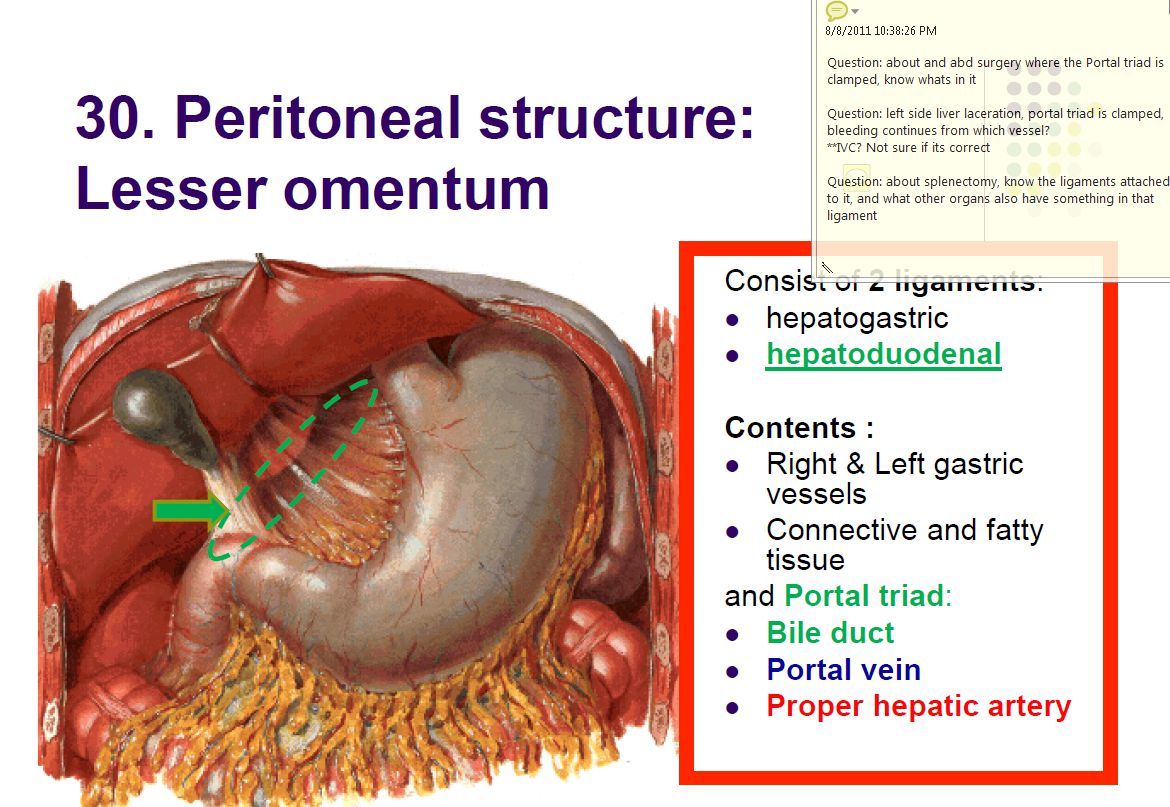 8/8/2011 10:38:26 PM
Question: about and abd surgery where the Portal triad is
clamped, know whats in it
Question: left side liver laceration, portal triad is clamped,
bleeding continues from which vessel?
**IVC? Not sure if its correct
Question: about splenectomy, know the ligaments attached
to it, and what other organs also have something in that
ligament
30. Peritoneal structure:
Lesser omentum
Consist of 2 ligaments:
hepatogastric
hepatoduodenal
Contents :
Right & Left gastric
vessels
Connective and fatty
tissue
and Portal triad:
Bile duct
Portal vein
Proper hepatic artery